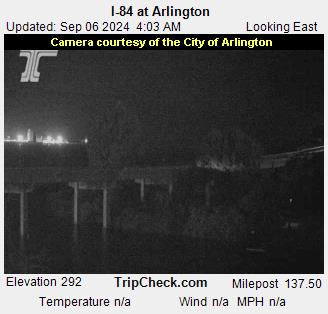 I-84 at Arlington
Updated: Sep 06 2024 4:03 AM Looking East
Camera courtesy of the City of Arlington
Elevation 292 TripCheck.com Milepost 137.50
Temperature n/a Wind n/a MPH n/a